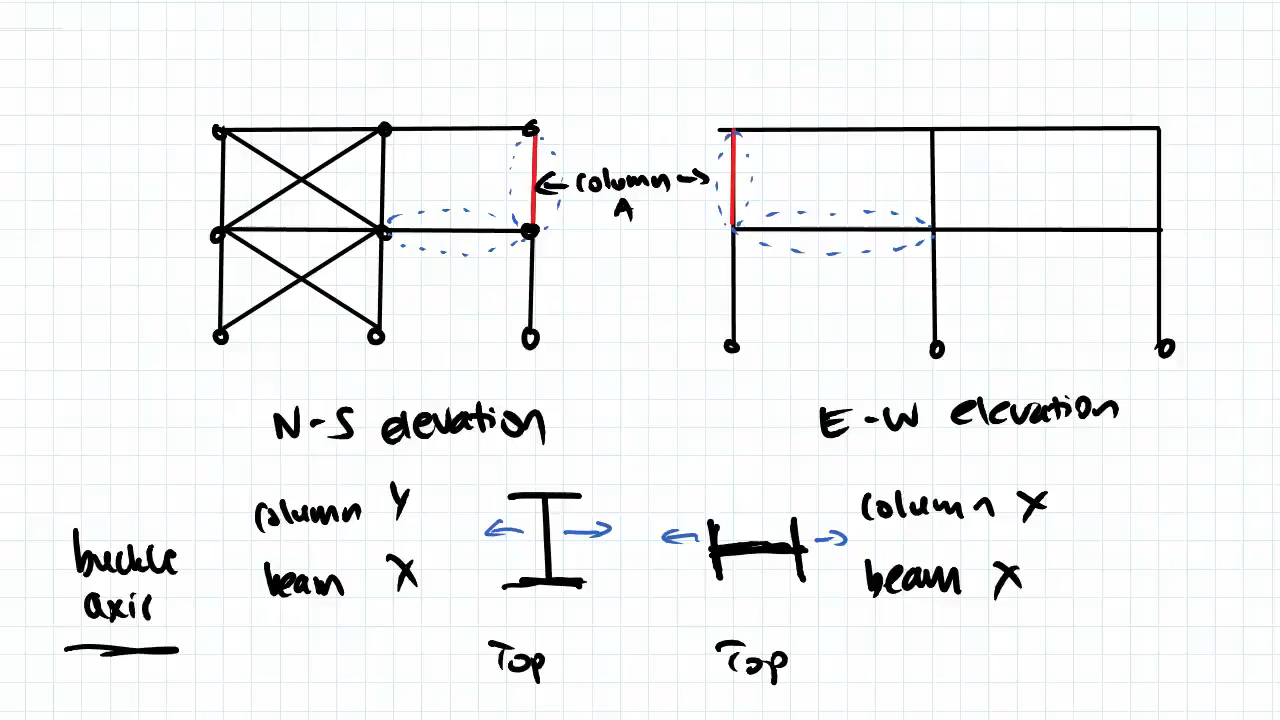 column
A
N-S elevation
E-W elevation
column Y
beam X
column X
beam X
buckle
axis
Top
Top